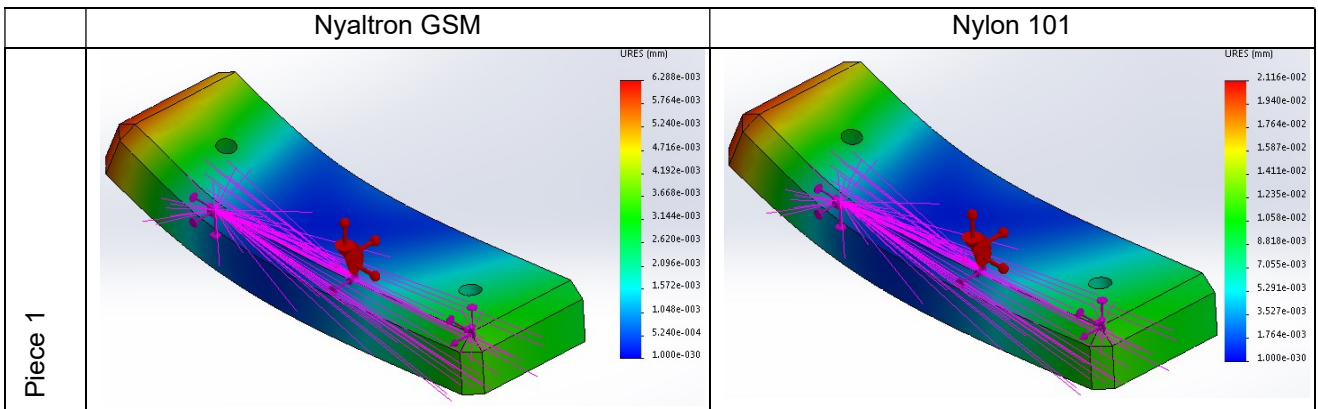 Nyaltron GSM
Nylon 101
Piece 1
URES (mm)
6.288e-003
5.764e-003
5.240e-003
4.716e-003
4.192e-003
3.668e-003
3.144e-003
2.620e-003
2.096e-003
1.572e-003
1.048e-003
5.240e-004
1.000e-030
URES (mm)
2.116e-002
1.940e-002
1.764e-002
1.587e-002
1.411e-002
1.235e-002
1.058e-002
8.818e-003
7.055e-003
5.291e-003
3.527e-003
1.764e-003
1.000e-030